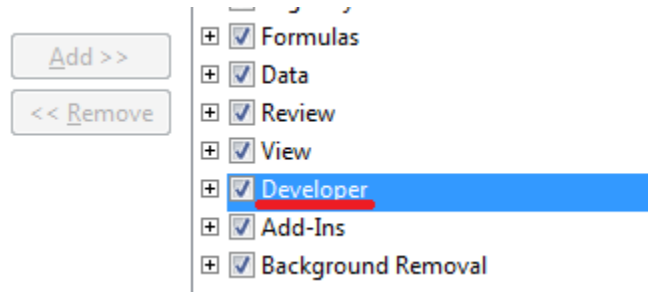 Add >>
<< Remove
Formulas
Data
Review
View
Developer
Add-Ins
Background Removal